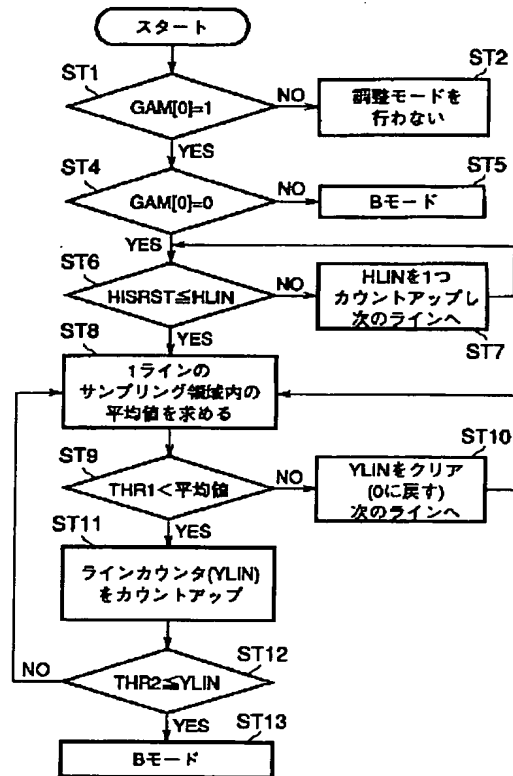 スタート
ST1
GAM[0]=1
NO
ST2
調整モードを
行わない
YES
ST4
GAM[0]=0
NO
ST5
Bモード
YES
ST6
HISRST≦HLIN
NO
HLINを1つ
カウントアップし
次のラインへ
ST7
YES
ST8
1ラインの
サンプリング領域内の
平均値を求める
ST9
THR1<平均値
NO
ST10
YLINをクリア
(0に戻す)
次のラインへ
YES
ST11
ラインカウンタ(YLIN)
をカウントアップ
ST12
THR2≦YLIN
NO
YES
ST13
Bモード